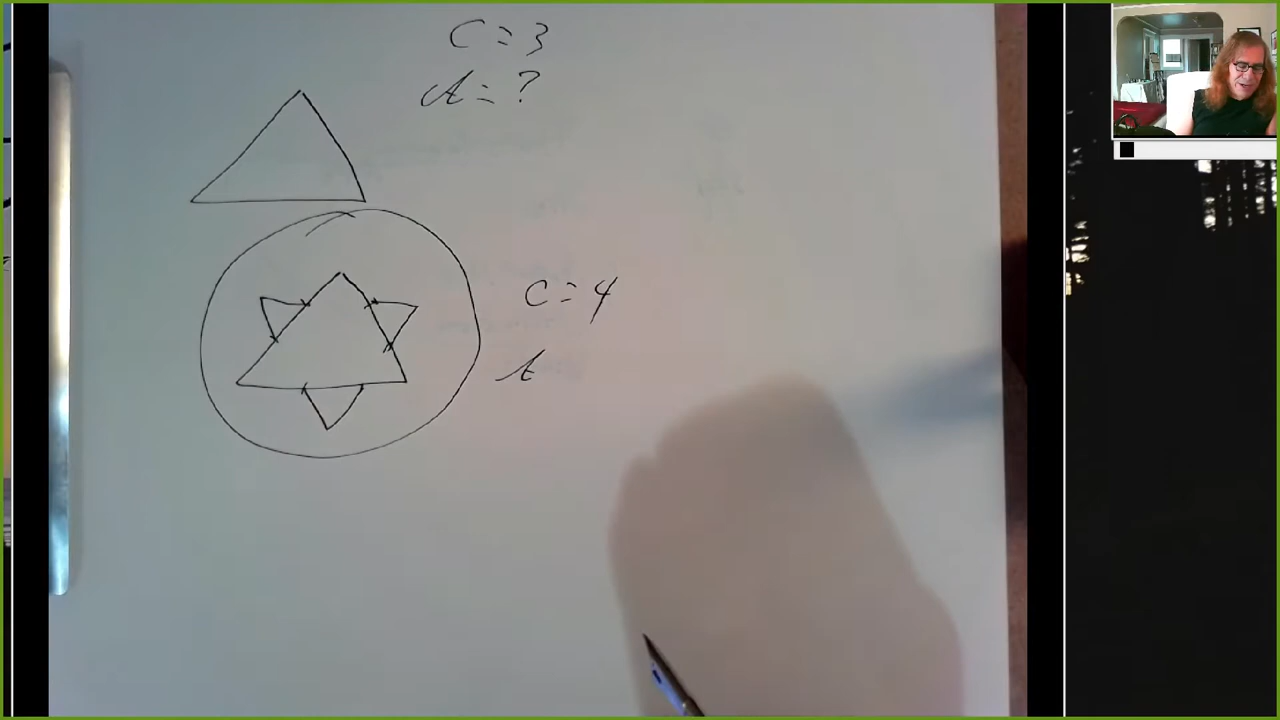 C = 3
A = ?
C = 4
A